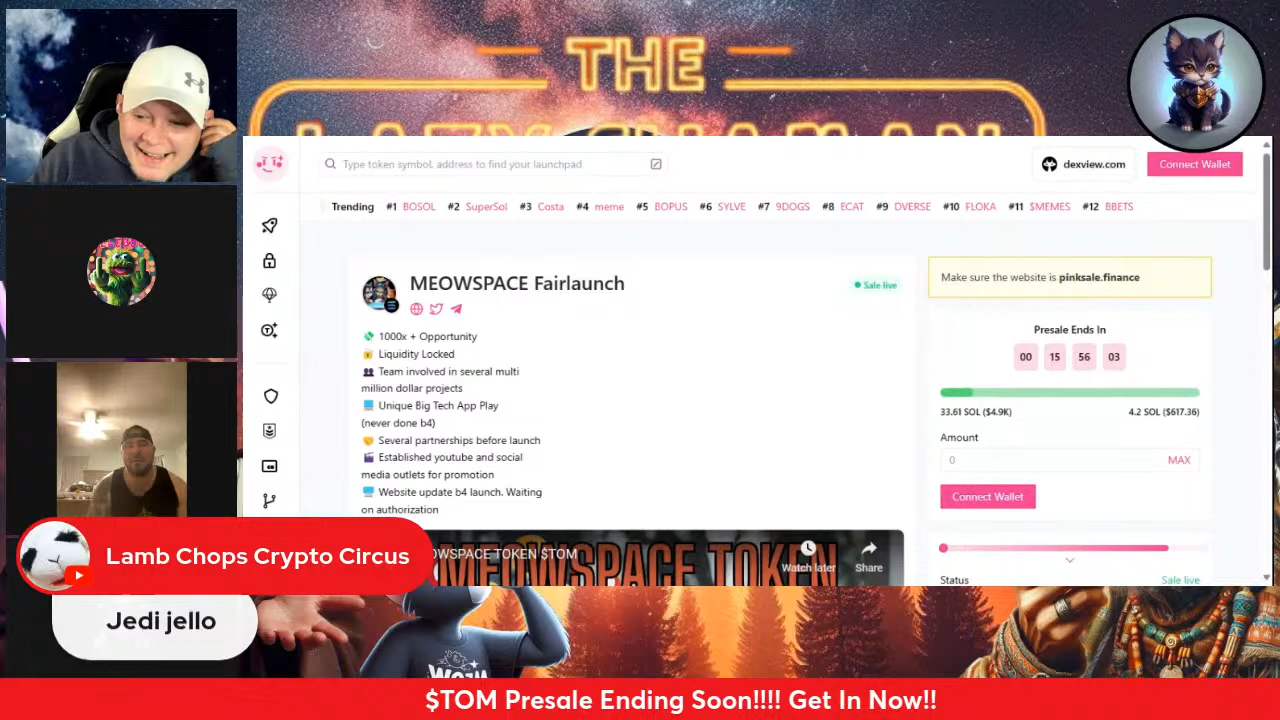 THE
LAZY SHAMAN
Type token symbol, address to find your launchpad
dexview.com
Connect Wallet
Trending #1 BOSOL #2 SuperSol #3 Costa #4 meme #5 BOPUS #6 SYLVE #7 9DOGS #8 ECAT #9 DVERSE #10 FLOKA #11 $MEMES #12 BBETS
MEOWSPACE Fairlaunch
Sale live
1000x + Opportunity
Liquidity Locked
Team involved in several multi
million dollar projects
Unique Big Tech App Play
(never done b4)
Several partnerships before launch
Established youtube and social
media outlets for promotion
Website update b4 launch. Waiting
on authorization
Make sure the website is pinksale.finance
Presale Ends In
00 15 56 03
33.61 SOL ($4.9K) 4.2 SOL ($617.36)
Amount
0 MAX
Connect Wallet
Status Sale live
OWSPACE TOKEN $TOM
MEOWSPACE TOKEN
Watch later Share
Lamb Chops Crypto Circus
Jedi jello
$TOM Presale Ending Soon!!!! Get In Now!!